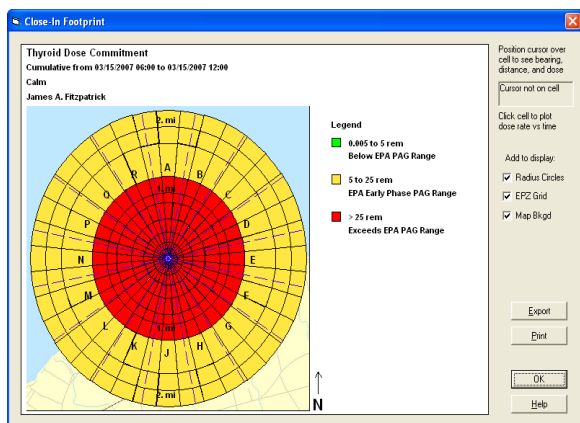 Close-In Footprint
Thyroid Dose Commitment
Cumulative from 03/15/2007 06:00 to 03/15/2007 12:00
Calm
James A. Fitzpatrick
2. mi
A
R
B
1. mi
Q
C
P
D
N
E
M
F
L
G
1. mi
K
H
J
2. mi
N
Legend
0.005 to 5 rem
Below EPA PAG Range
5 to 25 rem
EPA Early Phase PAG Range
> 25 rem
Exceeds EPA PAG Range
Position cursor over
cell to see bearing,
distance, and dose
Cursor not on cell
Click cell to plot
dose rate vs time
Add to display:
Radius Circles
EPZ Grid
Map Bkgd
Export
Print
OK
Help